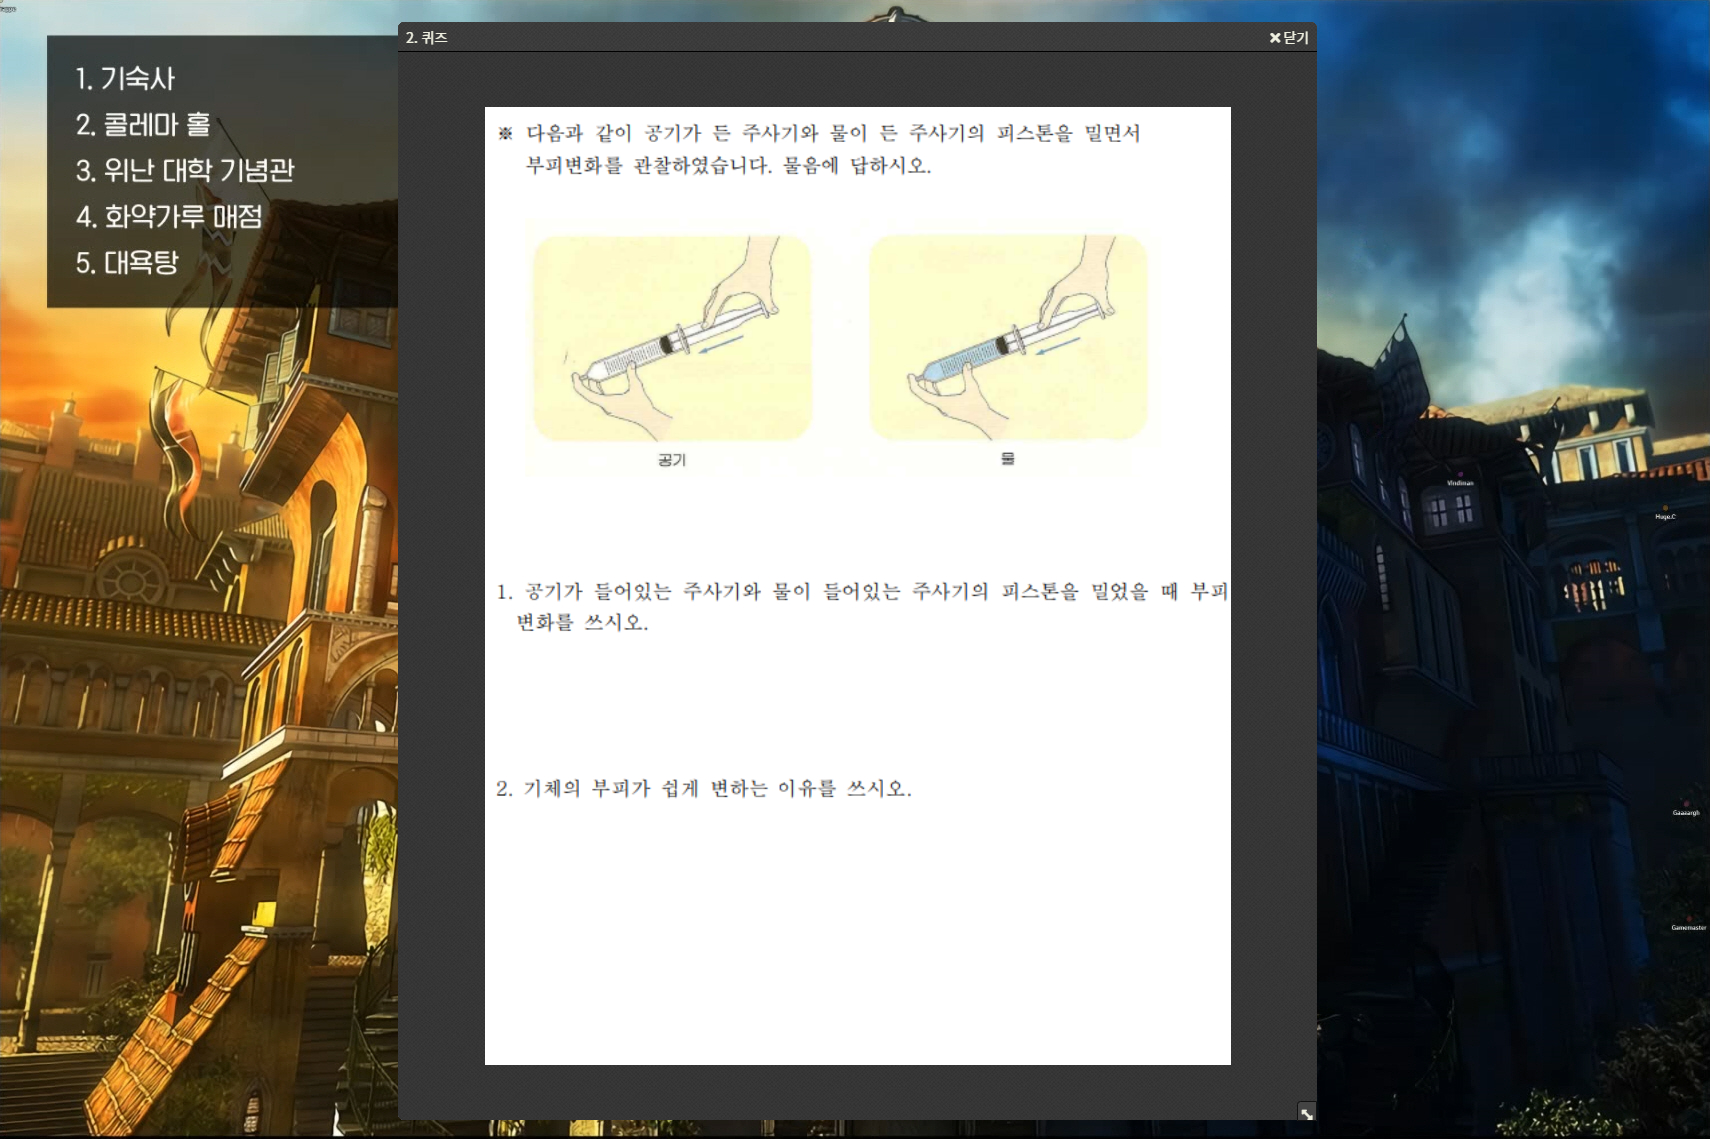 1. 기숙사
2. 콜레마 홀
3. 위난 대학 기념관
4. 화약가루 매점
5. 대욕탕
2. 퀴즈
✖닫기
※ 다음과 같이 공기가 든 주사기와 물이 든 주사기의 피스톤을 밀면서
부피변화를 관찰하였습니다. 물음에 답하시오.
공기
물
1. 공기가 들어있는 주사기와 물이 들어있는 주사기의 피스톤을 밀었을 때 부피
변화를 쓰시오.
2. 기체의 부피가 쉽게 변하는 이유를 쓰시오.
Vindiman
Huge.C
Gaaaargh
Gamemaster